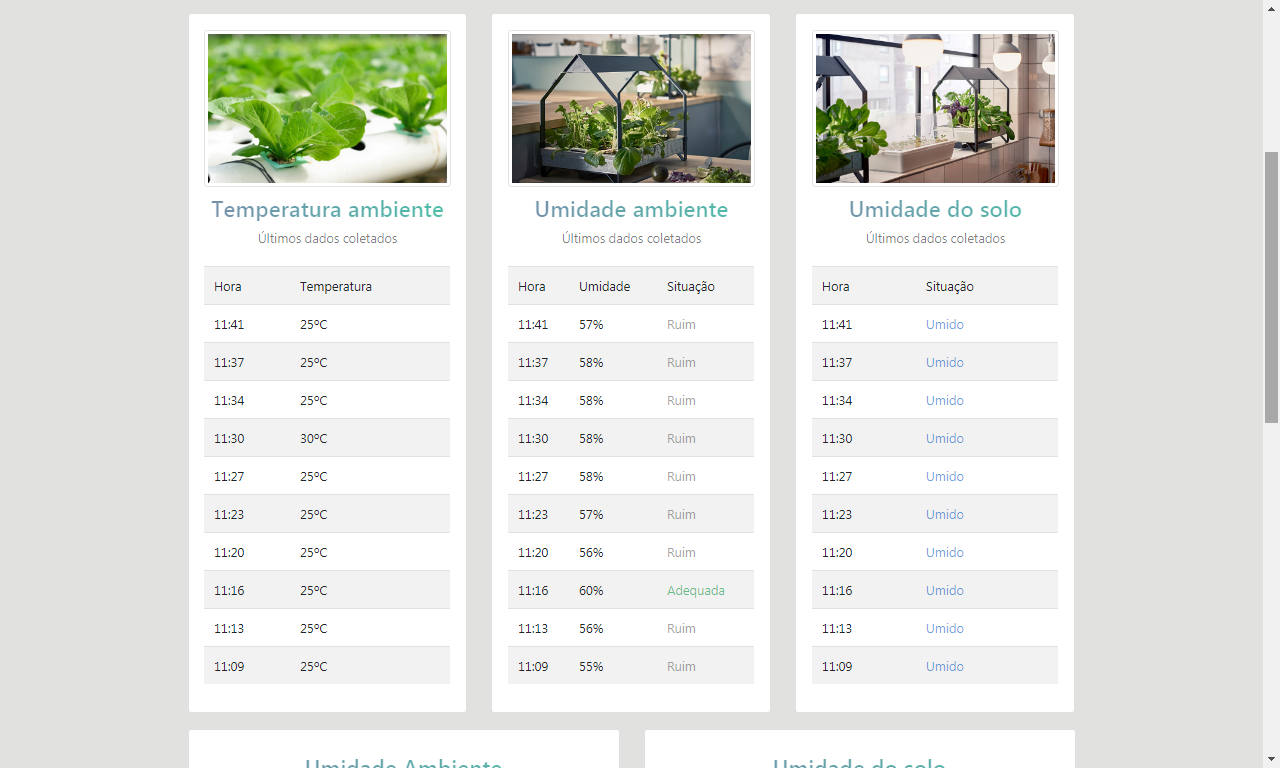 Temperatura ambiente
Últimos dados coletados
Hora Temperatura
11:41 25ºC
11:37 25ºC
11:34 25ºC
11:30 30ºC
11:27 25ºC
11:23 25ºC
11:20 25ºC
11:16 25ºC
11:13 25ºC
11:09 25ºC
Umidade ambiente
Últimos dados coletados
Hora Umidade Situação
11:41 57% Ruim
11:37 58% Ruim
11:34 58% Ruim
11:30 58% Ruim
11:27 58% Ruim
11:23 57% Ruim
11:20 56% Ruim
11:16 60% Adequada
11:13 56% Ruim
11:09 55% Ruim
Umidade do solo
Últimos dados coletados
Hora Situação
11:41 Umido
11:37 Umido
11:34 Umido
11:30 Umido
11:27 Umido
11:23 Umido
11:20 Umido
11:16 Umido
11:13 Umido
11:09 Umido
Umidade Ambiente
Umidade do solo